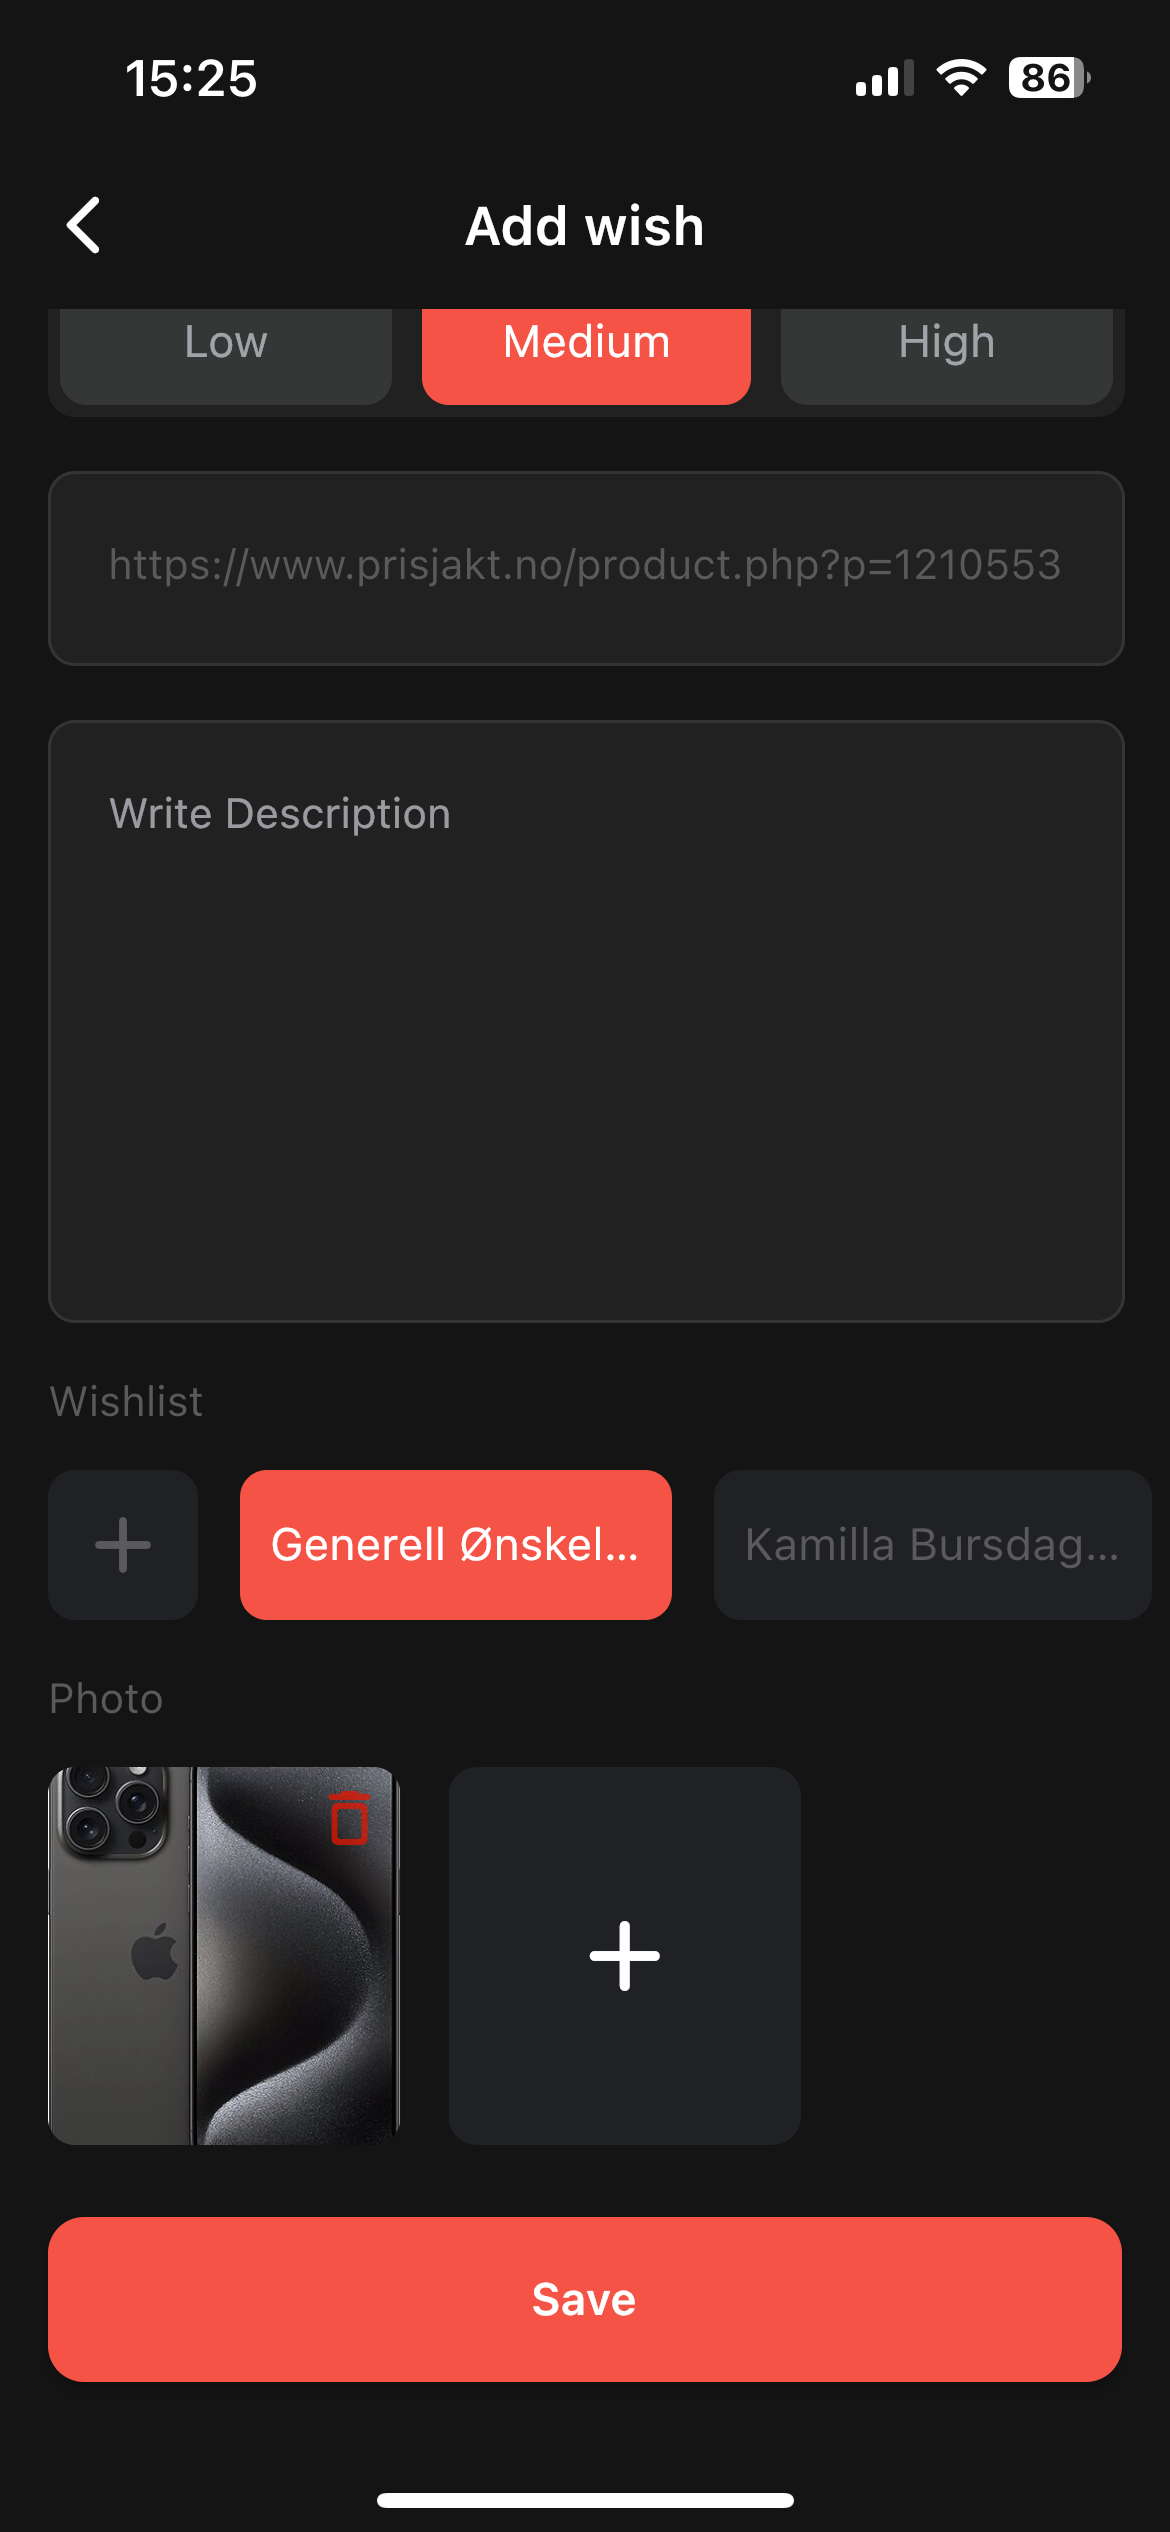 15:25
86
Add wish
Low Medium High
https://www.prisjakt.no/product.php?p=1210553
Write Description
Wishlist
Generell Ønskel... Kamilla Bursdag...
Photo
Save